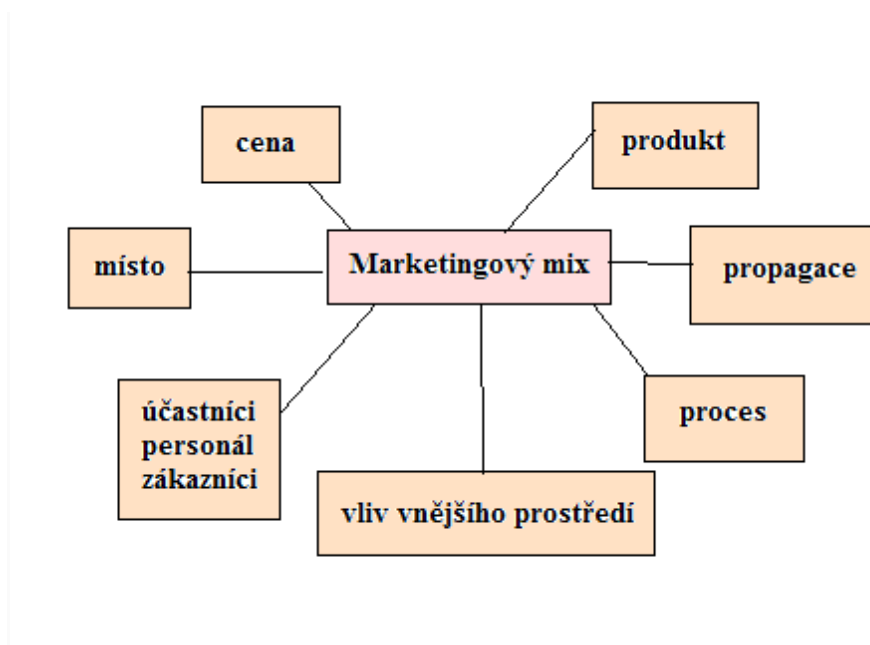 cena
produkt
místo
Marketingový mix
propagace
účastníci
personál
zákazníci
proces
vliv vnějšího prostředí